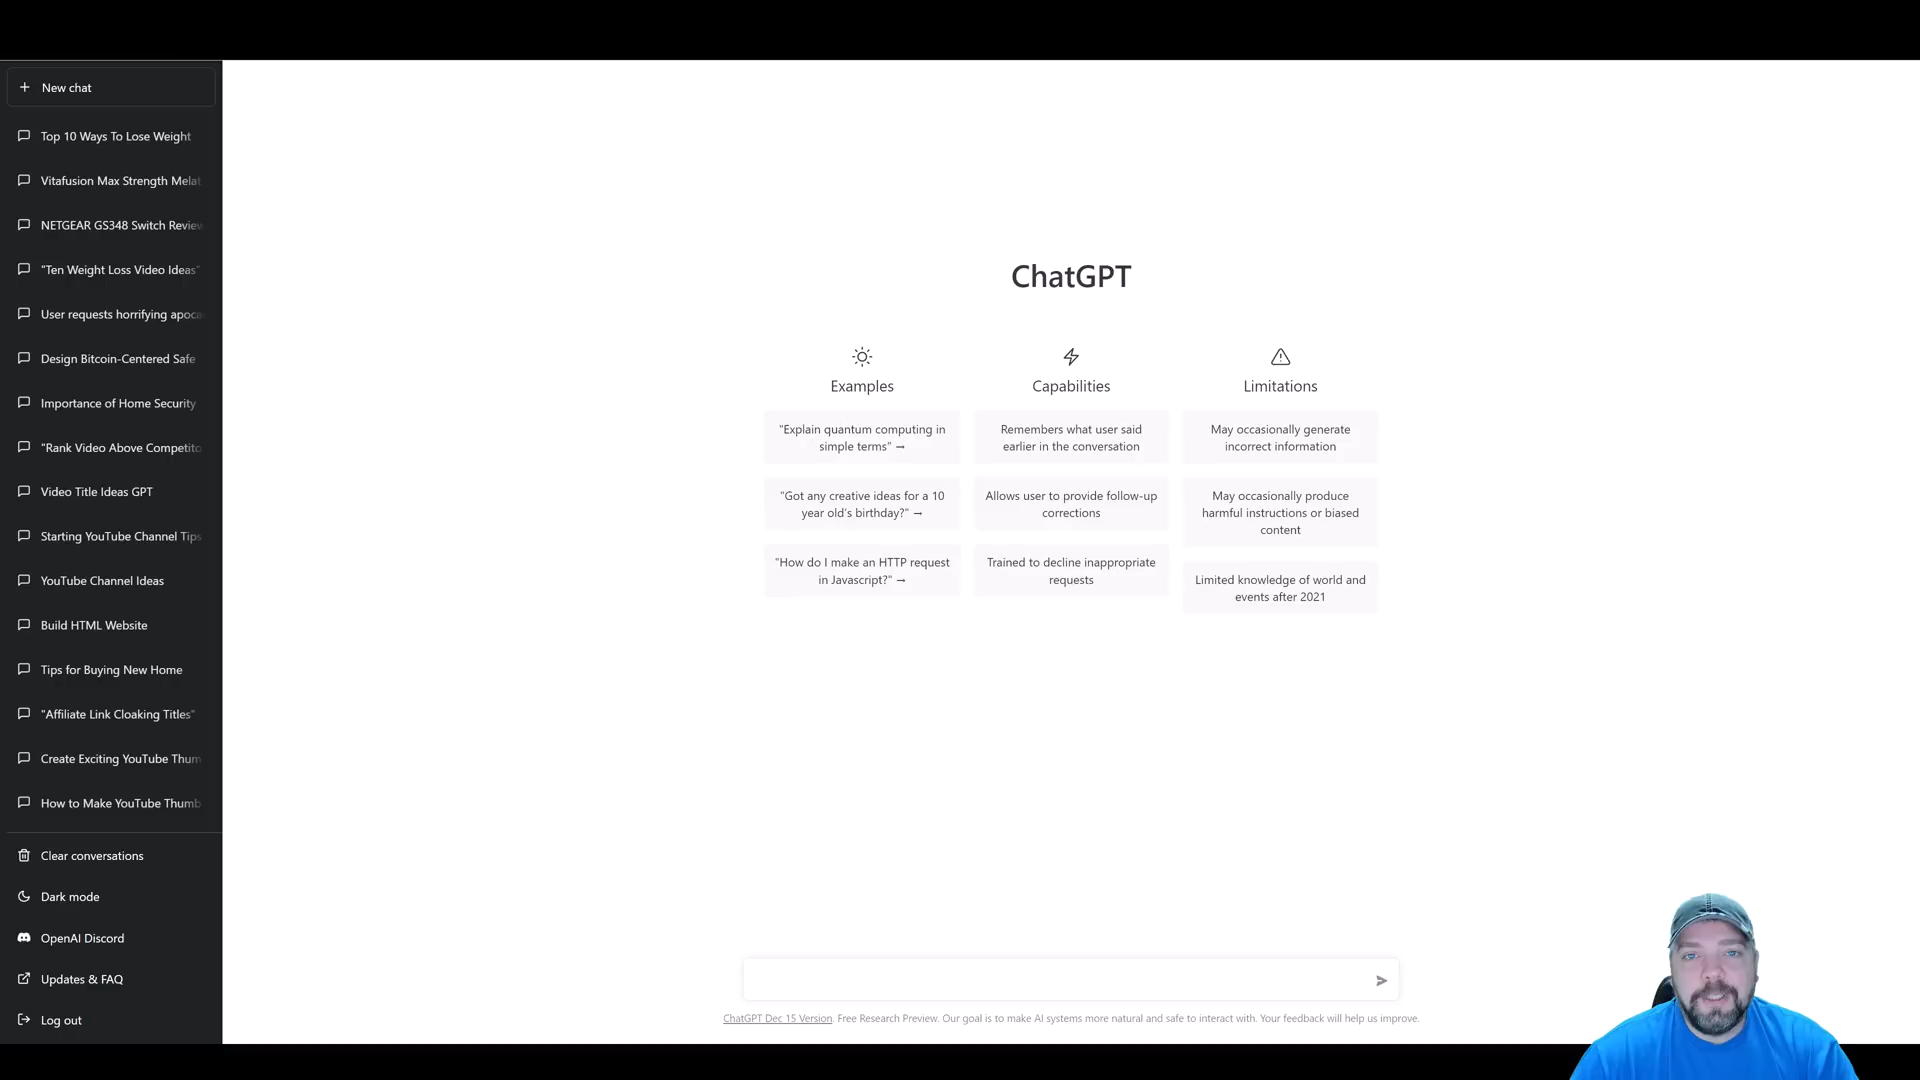 New chat
Top 10 Ways To Lose Weight
Vitafusion Max Strength Melat
NETGEAR GS348 Switch Review
"Ten Weight Loss Video Ideas"
User requests horrifying apoca
Design Bitcoin-Centered Safe
Importance of Home Security
"Rank Video Above Competito
Video Title Ideas GPT
Starting YouTube Channel Tips
YouTube Channel Ideas
Build HTML Website
Tips for Buying New Home
"Affiliate Link Cloaking Titles"
Create Exciting YouTube Thum
How to Make YouTube Thumb
Clear conversations
Dark mode
OpenAI Discord
Updates & FAQ
Log out
ChatGPT
Examples
"Explain quantum computing in
simple terms" →
"Got any creative ideas for a 10
year old's birthday?" →
"How do I make an HTTP request
in Javascript?" →
Capabilities
Remembers what user said
earlier in the conversation
Allows user to provide follow-up
corrections
Trained to decline inappropriate
requests
Limitations
May occasionally generate
incorrect information
May occasionally produce
harmful instructions or biased
content
Limited knowledge of world and
events after 2021
ChatGPT Dec 15 Version. Free Research Preview. Our goal is to make AI systems more natural and safe to interact with. Your feedback will help us improve.